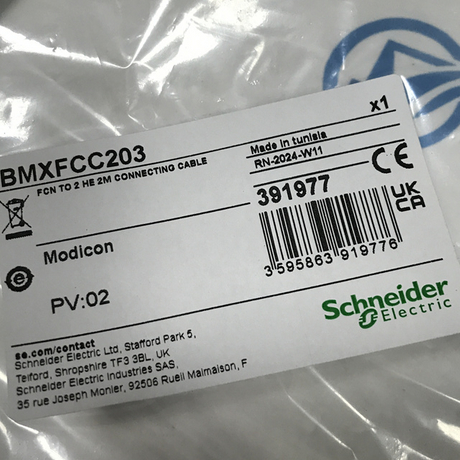 x1
BMXFCC203
FCN TO 2 HE 2M CONNECTING CABLE
Made in tunisia
RN-2024-W11
CE
391977
UK
CA
Modicon
3 595863 919776
PV:02
Schneider
Electric
se.com/contact
Schneider Electric Ltd, Stafford Park 5,
Telford, Shropshire TF3 3BL, UK
Schneider Electric Industries SAS,
35 rue Joseph Monier, 92506 Rueil Malmaison, F